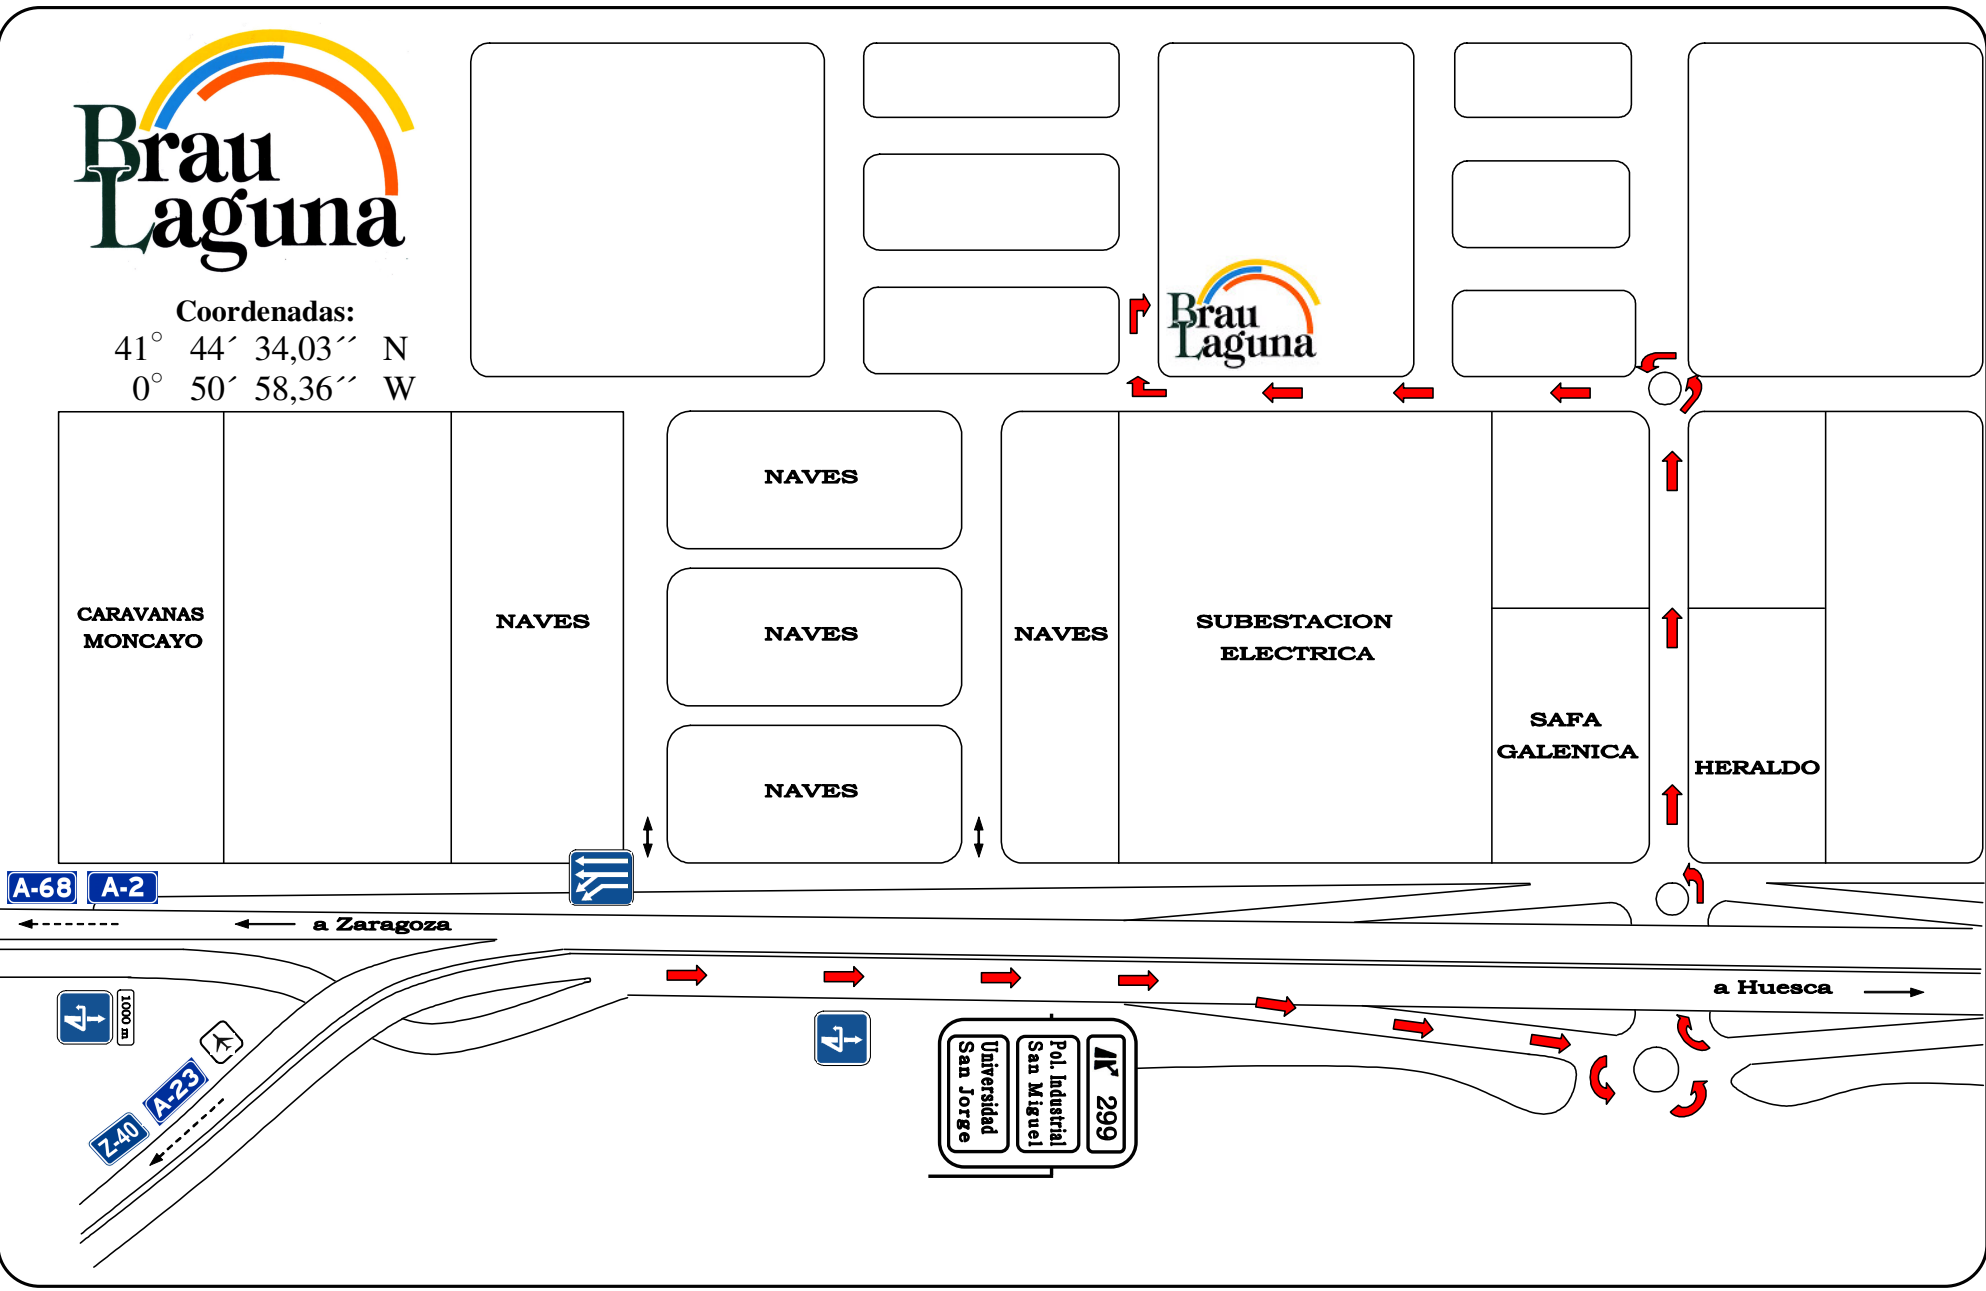 Brau
Laguna
Coordenadas:
41° 44´ 34,03´´ N
0° 50´ 58,36´´ W
Brau
Laguna
CARAVANAS
MONCAYO
NAVES
NAVES
NAVES
NAVES
NAVES
SUBESTACION
ELECTRICA
SAFA
GALENICA
HERALDO
A-68
A-2
a Zaragoza
a Huesca
1000 m
A-23
Z-40
299
Pol. Industrial
San Miguel
Universidad
San Jorge